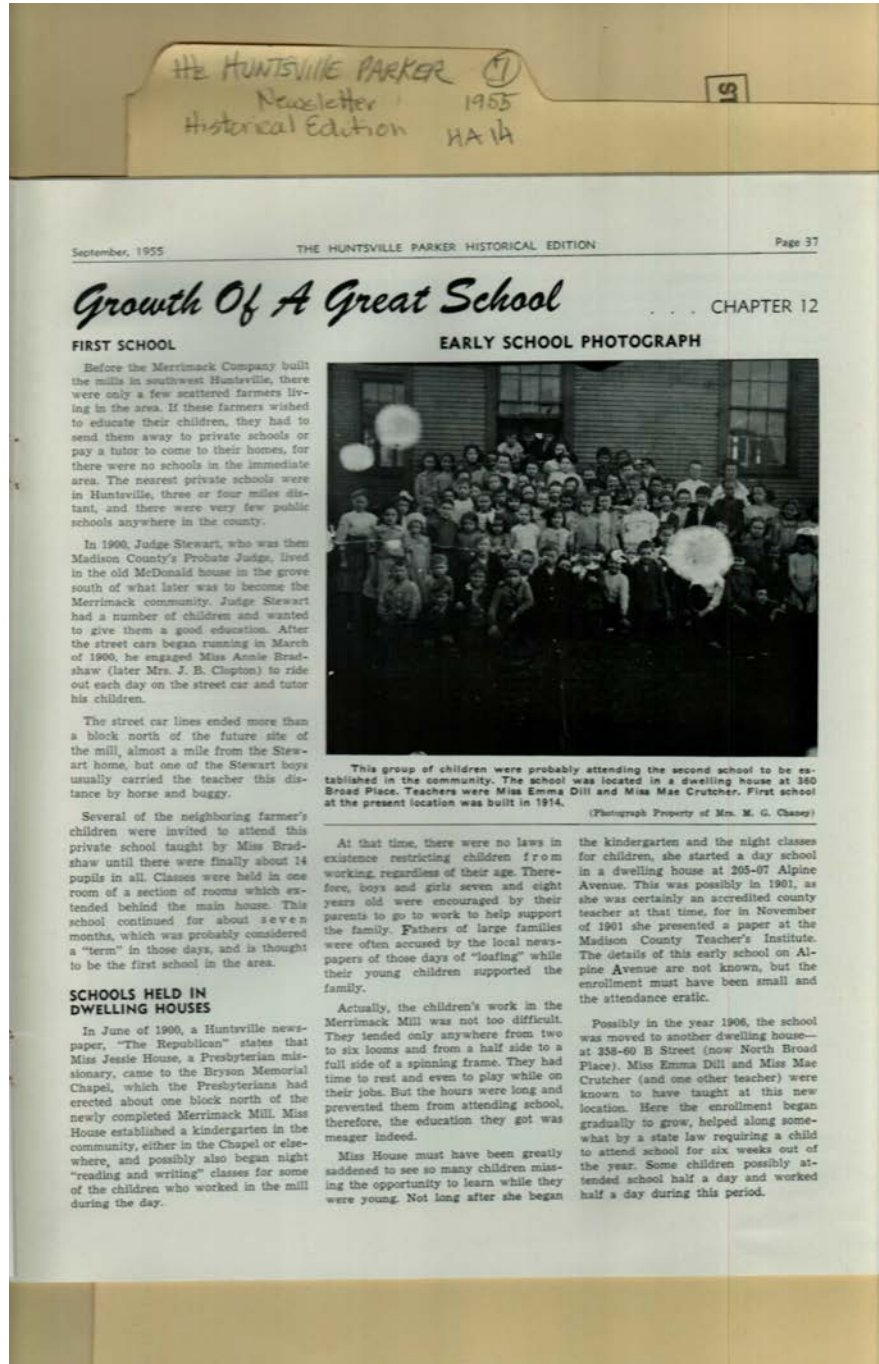 The HUNTSVILLE PARKER 7
Newsletter 1955
Historical Edition HA 14
ST
September, 1955
THE HUNTSVILLE PARKER HISTORICAL EDITION
Page 37
Growth Of A Great School
. . . CHAPTER 12
FIRST SCHOOL
Before the Merrimack Company built
the mills in southwest Huntsville, there
were only a few scattered farmers liv-
ing in the area. If these farmers wished
to educate their children, they had to
send them away to private schools or
pay a tutor to come to their homes, for
there were no schools in the immediate
area. The nearest private schools were
in Huntsville, three or four miles dis-
tant, and there were very few public
schools anywhere in the county.
In 1900, Judge Stewart, who was then
Madison County's Probate Judge, lived
in the old McDonald house in the grove
south of what later was to become the
Merrimack community. Judge Stewart
had a number of children and wanted
to give them a good education. After
the street cars began running in March
of 1900, he engaged Miss Annie Brad-
shaw (later Mrs. J. B. Clopton) to ride
out each day on the street car and tutor
his children.
The street car lines ended more than
a block north of the future site of
the mill, almost a mile from the Stew-
art home, but one of the Stewart boys
usually carried the teacher this dis-
tance by horse and buggy.
Several of the neighboring farmer's
children were invited to attend this
private school taught by Miss Brad-
shaw until there were finally about 14
pupils in all. Classes were held in one
room of a section of rooms which ex-
tended behind the main house. This
school continued for about seven
months, which was probably considered
a "term" in those days, and is thought
to be the first school in the area.
SCHOOLS HELD IN
DWELLING HOUSES
In June of 1900, a Huntsville news-
paper, "The Republican" states that
Miss Jessie House, a Presbyterian mis-
sionary, came to the Bryson Memorial
Chapel, which the Presbyterians had
erected about one block north of the
newly completed Merrimack Mill. Miss
House established a kindergarten in the
community, either in the Chapel or else-
where, and possibly also began night
"reading and writing" classes for some
of the children who worked in the mill
during the day.
EARLY SCHOOL PHOTOGRAPH
This group of children were probably attending the second school to be es-
tablished in the community. The school was located in a dwelling house at 360
Broad Place. Teachers were Miss Emma Dill and Miss Mae Crutcher. First school
at the present location was built in 1914.
(Photograph Property of Mrs. M. G. Chaney)
At that time, there were no laws in
existence restricting children from
working, regardless of their age. There-
fore, boys and girls seven and eight
years old were encouraged by their
parents to go to work to help support
the family. Fathers of large families
were often accused by the local news-
papers of those days of "loafing" while
their young children supported the
family.
Actually, the children's work in the
Merrimack Mill was not too difficult.
They tended only anywhere from two
to six looms and from a half side to a
full side of a spinning frame. They had
time to rest and even to play while on
their jobs. But the hours were long and
prevented them from attending school,
therefore, the education they got was
meager indeed.
Miss House must have been greatly
saddened to see so many children miss-
ing the opportunity to learn while they
were young. Not long after she began
the kindergarten and the night classes
for children, she started a day school
in a dwelling house at 205-07 Alpine
Avenue. This was possibly in 1901, as
she was certainly an accredited county
teacher at that time, for in November
of 1901 she presented a paper at the
Madison County Teacher's Institute.
The details of this early school on Al-
pine Avenue are not known, but the
enrollment must have been small and
the attendance eratic.
Possibly in the year 1906, the school
was moved to another dwelling house—
at 358-60 B Street (now North Broad
Place). Miss Emma Dill and Miss Mae
Crutcher (and one other teacher) were
known to have taught at this new
location. Here the enrollment began
gradually to grow, helped along some-
what by a state law requiring a child
to attend school for six weeks out of
the year. Some children possibly at-
tended school half a day and worked
half a day during this period.